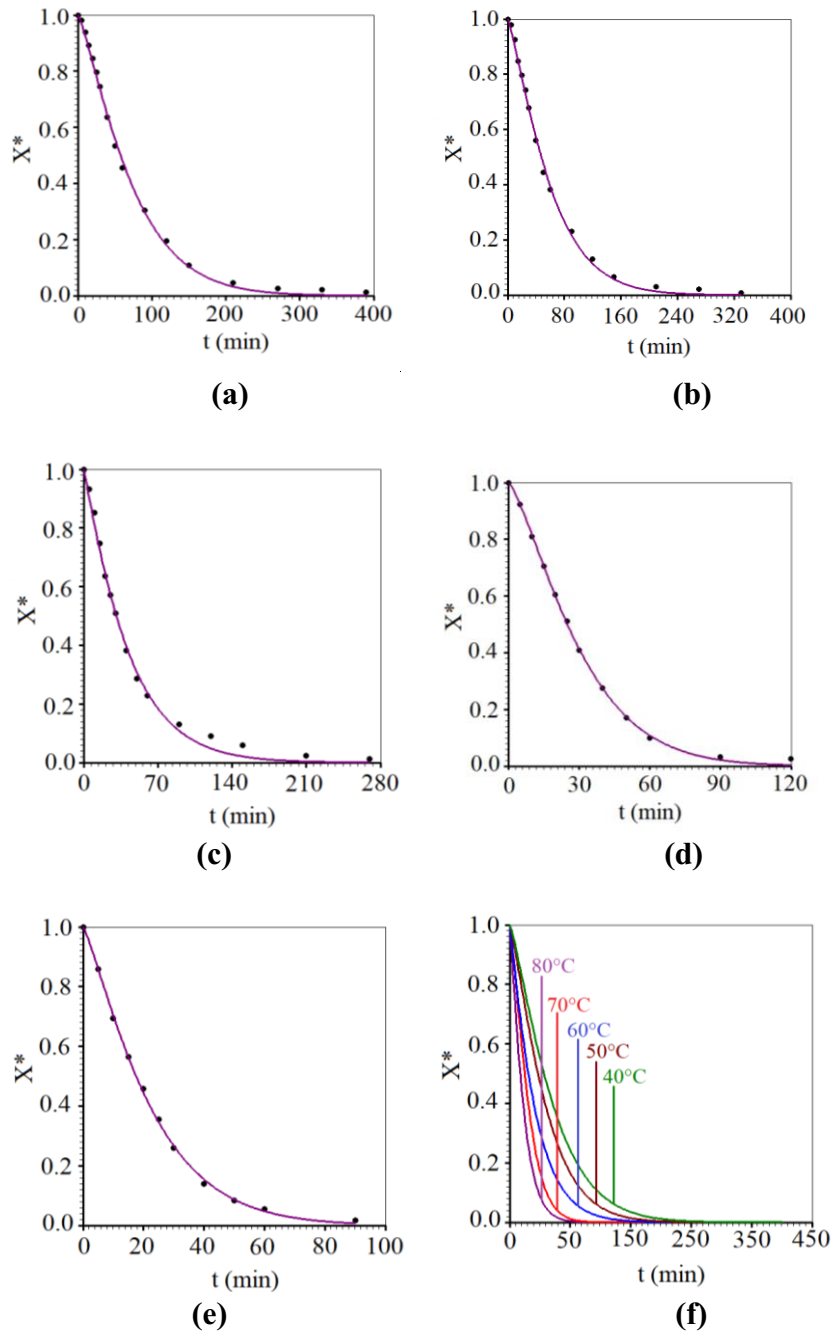 1.0
0.8
0.6
0.4
0.2
0.0
X*
0 100 200 300 400
t (min)
(a)
1.0
0.8
0.6
0.4
0.2
0.0
X*
0 80 160 240 320 400
t (min)
(b)
1.0
0.8
0.6
0.4
0.2
0.0
X*
0 70 140 210 280
t (min)
(c)
1.0
0.8
0.6
0.4
0.2
0.0
X*
0 30 60 90 120
t (min)
(d)
1.0
0.8
0.6
0.4
0.2
0.0
X*
0 20 40 60 80 100
t (min)
(e)
1.0
0.8
0.6
0.4
0.2
0.0
X*
80°C
70°C
60°C
50°C
40°C
0 50 150 250 350 450
t (min)
(f)